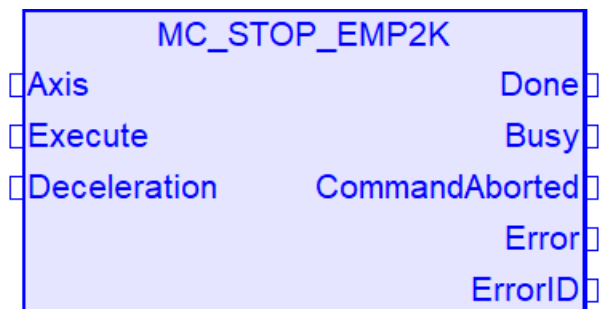 MC_STOP_EMP2K
Axis Done
Execute Busy
Deceleration CommandAborted
Error
ErrorID